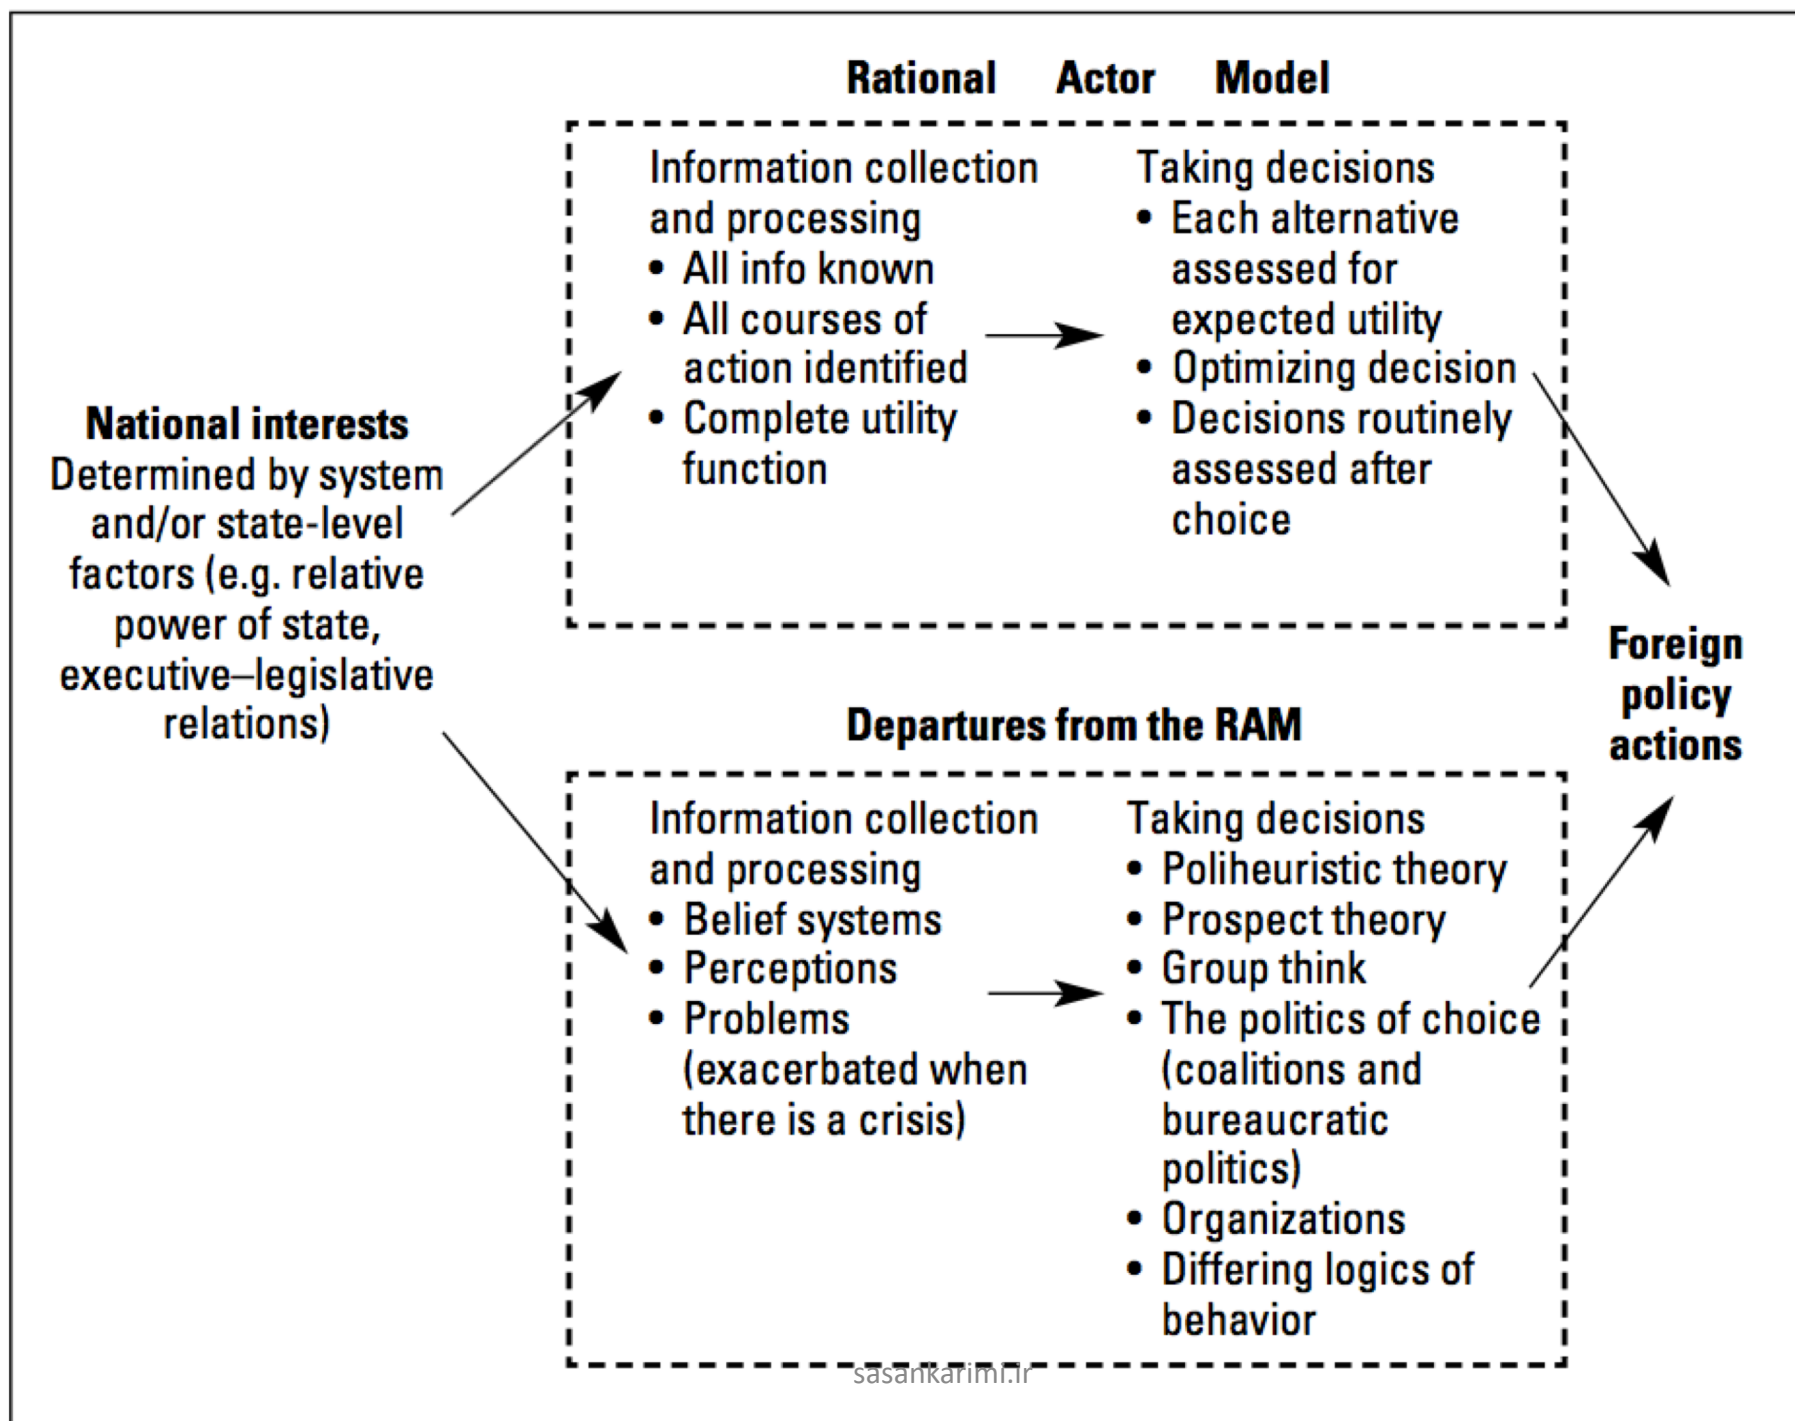 Rational Actor Model
Information collection
and processing
• All info known
• All courses of
action identified
• Complete utility
function
Taking decisions
• Each alternative
assessed for
expected utility
• Optimizing decision
• Decisions routinely
assessed after
choice
National interests
Determined by system
and/or state-level
factors (e.g. relative
power of state,
executive–legislative
relations)
Foreign
policy
actions
Departures from the RAM
Information collection
and processing
• Belief systems
• Perceptions
• Problems
(exacerbated when
there is a crisis)
Taking decisions
• Poliheuristic theory
• Prospect theory
• Group think
• The politics of choice
(coalitions and
bureaucratic
politics)
• Organizations
• Differing logics of
behavior
sasankarimi.ir